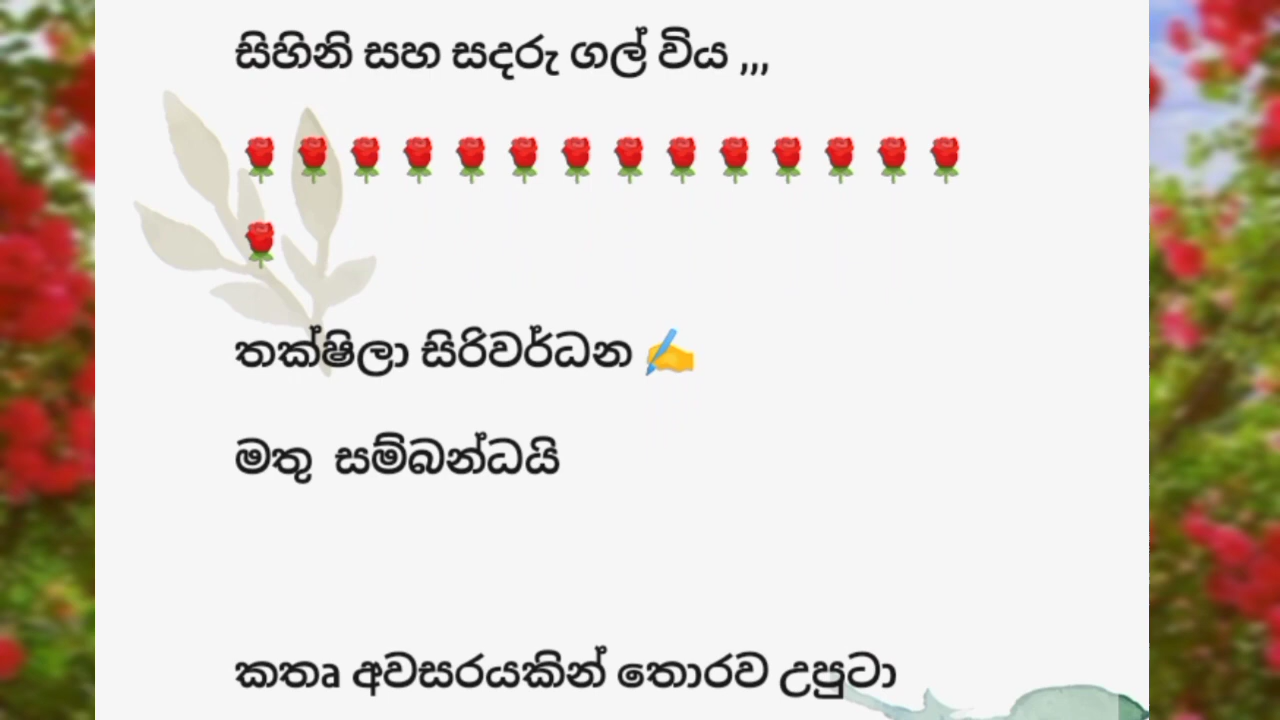 සිහිනි සහ සදරු ගල් විය ,,,
🌹🌹🌹🌹🌹🌹🌹🌹🌹🌹🌹🌹🌹🌹
🌹
තක්ෂිලා සිරිවර්ධන ✍️
මතු  සම්බන්ධයි
කතෘ අවසරයකින් තොරව උපුටා